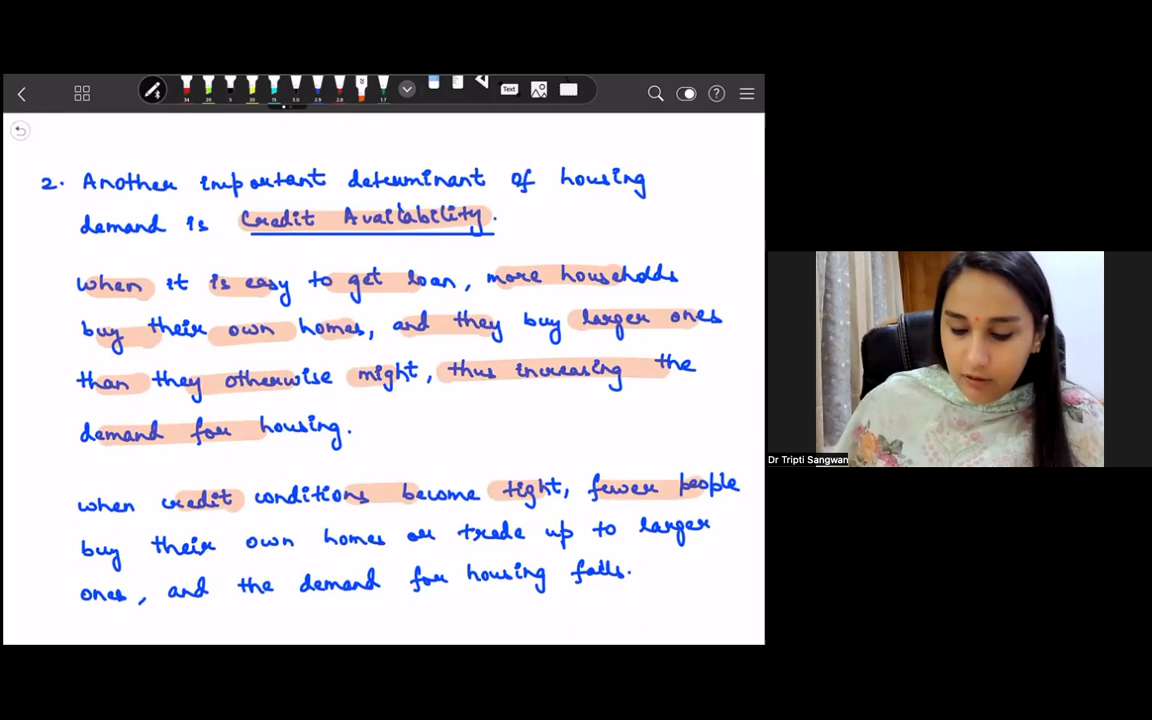 Text
2. Another important determinant of housing
demand is Credit Availability.
when it is easy to get loan, more households
buy their own homes, and they buy larger ones
than they otherwise might, thus increasing the
demand for housing.
when credit conditions become tight, fewer people
buy their own homes or trade up to larger
ones, and the demand for housing falls.
Dr Tripti Sangwan